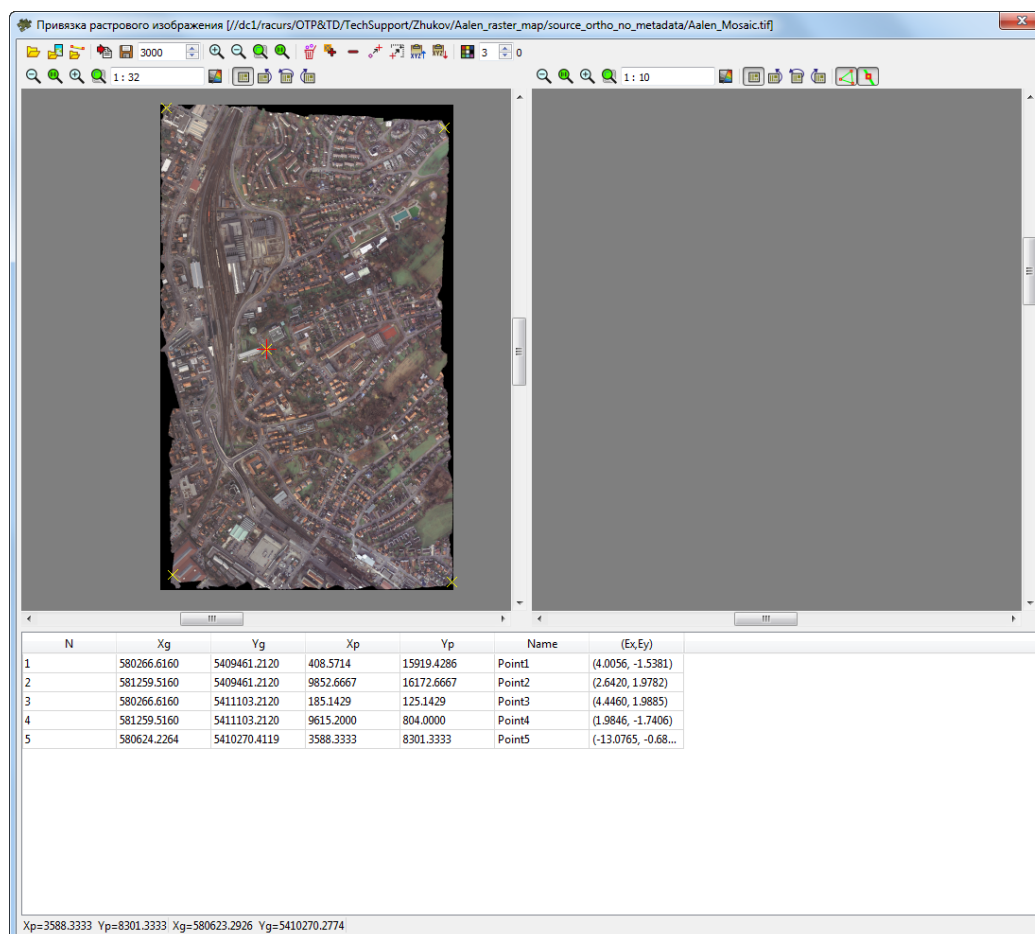 Привязка растрового изображения [//dc1/racurs/OTP&TD/TechSupport/Zhukov/Aalen_raster_map/source_ortho_no_metadata/Aalen_Mosaic.tif]
3000 3 0
1 : 32 1 : 10
N Xg Yg Xp Yp Name (Ex,Ey)
1 580266.6160 5409461.2120 408.5714 15919.4286 Point1 (4.0056, -1.5381)
2 581259.5160 5409461.2120 9852.6667 16172.6667 Point2 (2.6420, 1.9782)
3 580266.6160 5411103.2120 185.1429 125.1429 Point3 (4.4460, 1.9885)
4 581259.5160 5411103.2120 9615.2000 804.0000 Point4 (1.9846, -1.7406)
5 580624.2264 5410270.4119 3588.3333 8301.3333 Point5 (-13.0765, -0.68...
Xp=3588.3333 Yp=8301.3333 Xg=580623.2926 Yg=5410270.2774